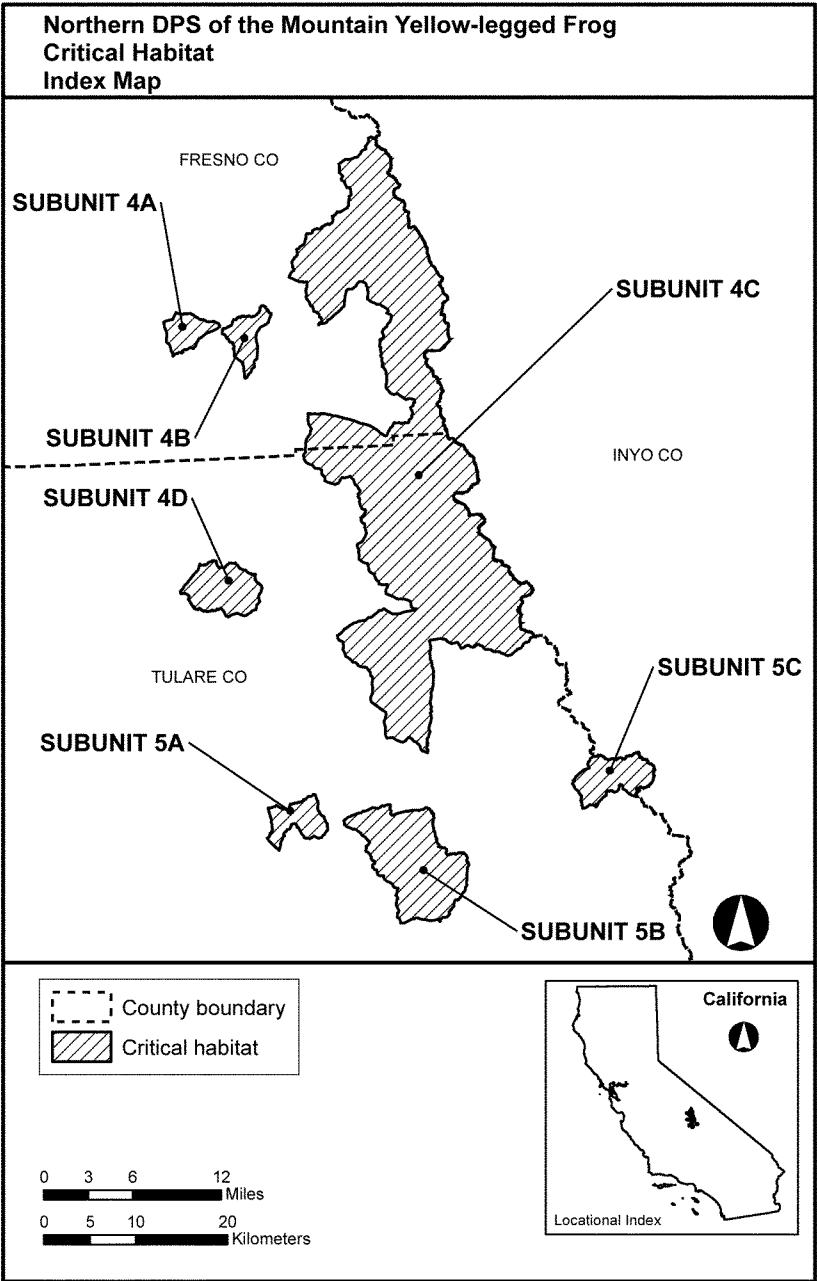 Northern DPS of the Mountain Yellow-legged Frog
Critical Habitat
Index Map
FRESNO CO
SUBUNIT 4A
SUBUNIT 4C
SUBUNIT 4B
INYO CO
SUBUNIT 4D
SUBUNIT 5C
TULARE CO
SUBUNIT 5A
SUBUNIT 5B
County boundary
Critical habitat
0 3 6 12
Miles
0 5 10 20
Kilometers
California
Locational Index